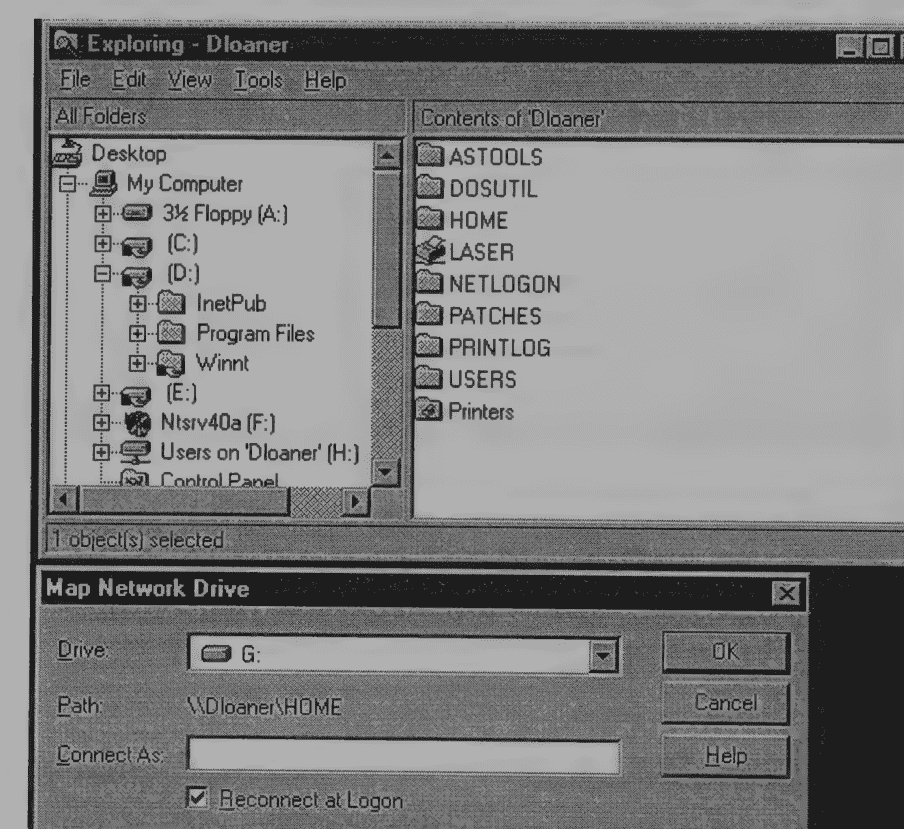 Exploring - Dloaner
File Edit View Tools Help
All Folders
Contents of 'Dloaner'
Desktop
My Computer
3½ Floppy (A:)
(C:)
(D:)
InetPub
Program Files
Winnt
(E:)
Ntsrv40a (F:)
Users on 'Dloaner' (H:)
Control Panel
ASTOOLS
DOSUTIL
HOME
LASER
NETLOGON
PATCHES
PRINTLOG
USERS
Printers
1 object(s) selected
Map Network Drive
Drive: G: OK
Path: \\Dloaner\HOME Cancel
Connect As: Help
Reconnect at Logon